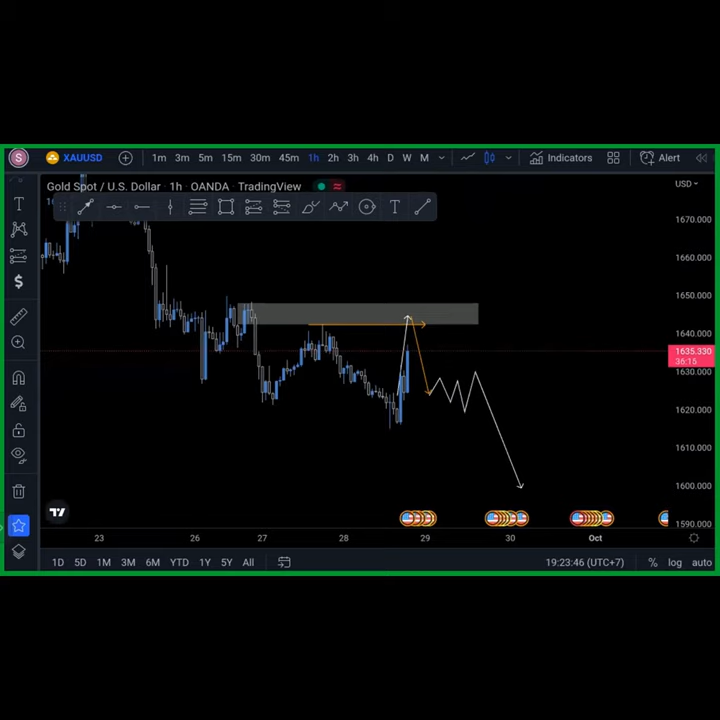 S XAUUSD 1m 3m 5m 15m 30m 45m 1h 2h 3h 4h D W M Indicators Alert
Gold Spot / U.S. Dollar · 1h · OANDA · TradingView
USD
T
T
1670.000
1660.000
1650.000
1640.000
1635.330
36:15
1630.000
1620.000
1610.000
1600.000
1590.000
23 26 27 28 29 30 Oct
1D 5D 1M 3M 6M YTD 1Y 5Y All 19:23:46 (UTC+7) % log auto